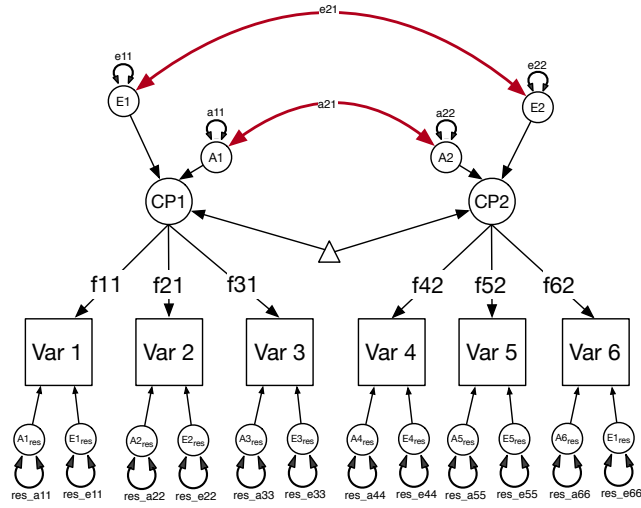 e21
e11
e22
E1
E2
a11
a21
a22
A1
A2
CP1
CP2
f11
f21
f31
f42
f52
f62
Var 1
Var 2
Var 3
Var 4
Var 5
Var 6
A1res
E1res
A2res
E2res
A3res
E3res
A4res
E4res
A5res
E5res
A6res
E1res
res_a11
res_e11
res_a22
res_e22
res_a33
res_e33
res_a44
res_e44
res_a55
res_e55
res_a66
res_e66